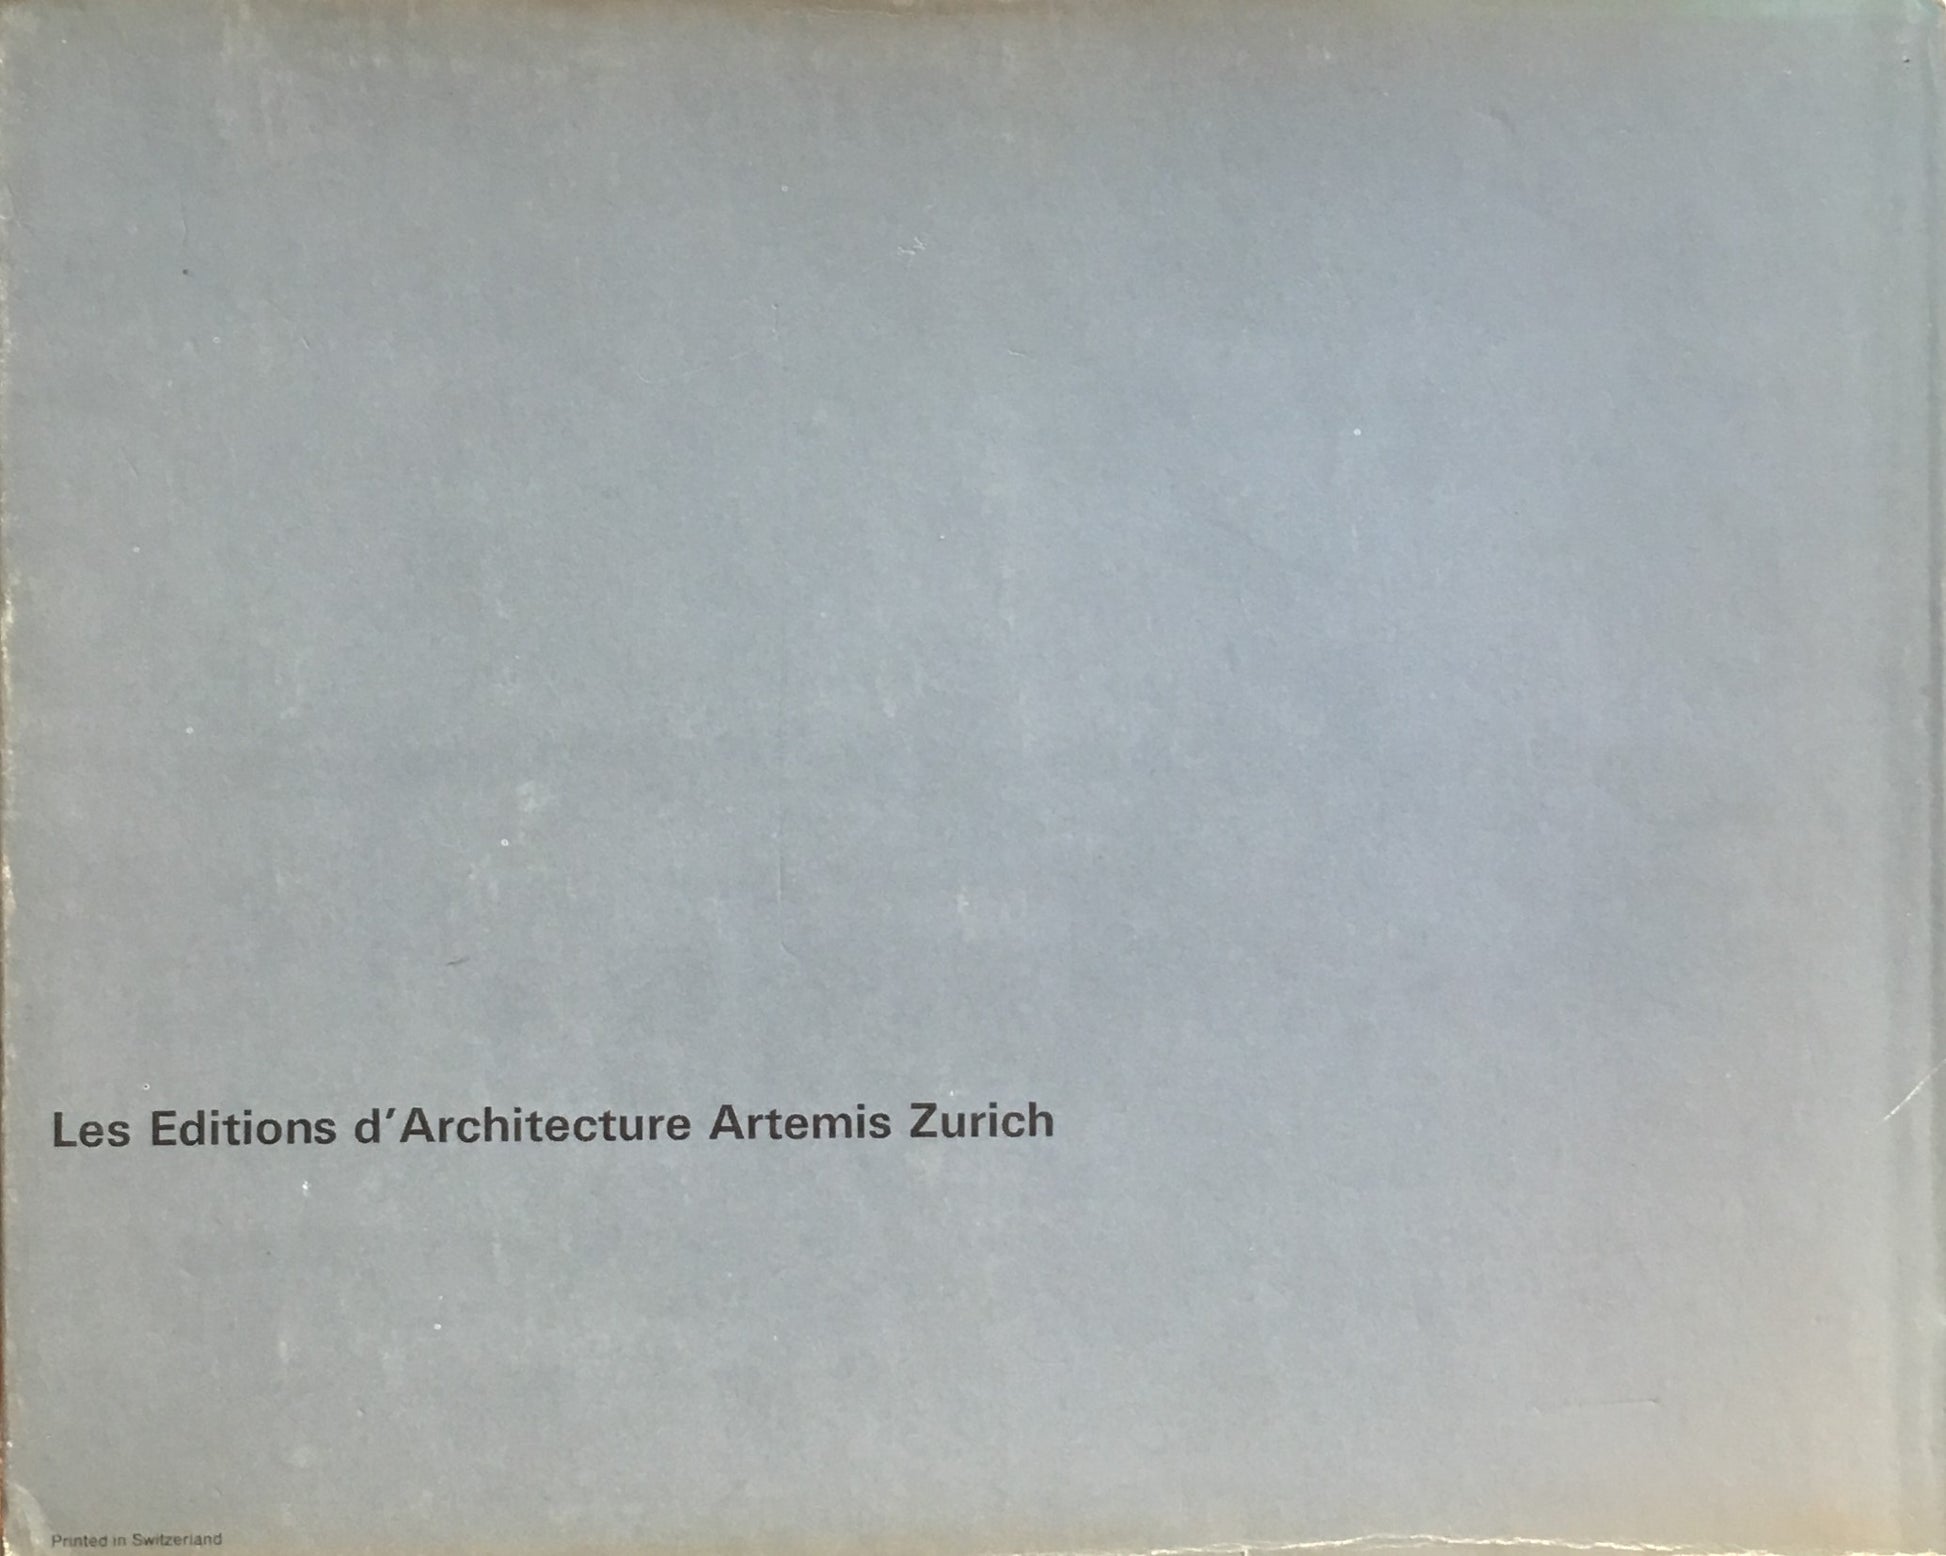 Les Editions d'Architecture Artemis Zurich
Printed in Switzerland